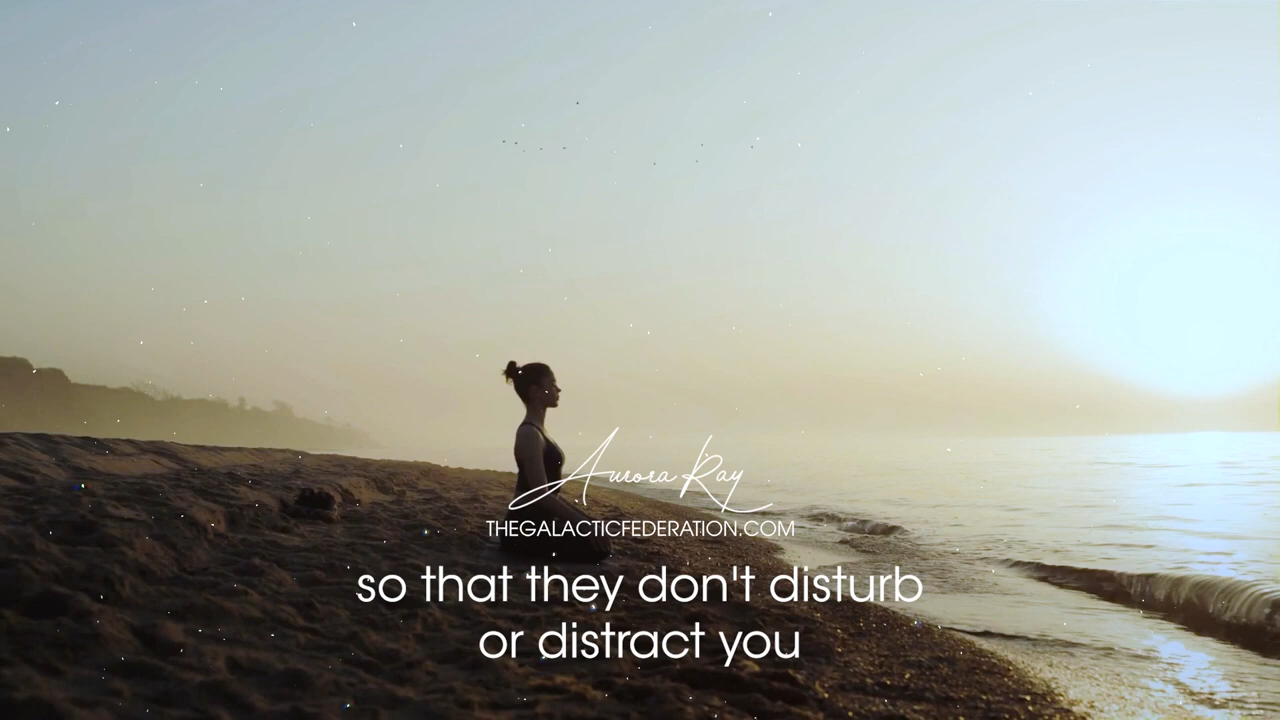 Aurora Ray
THEGALACTICFEDERATION.COM
so that they don't disturb
or distract you